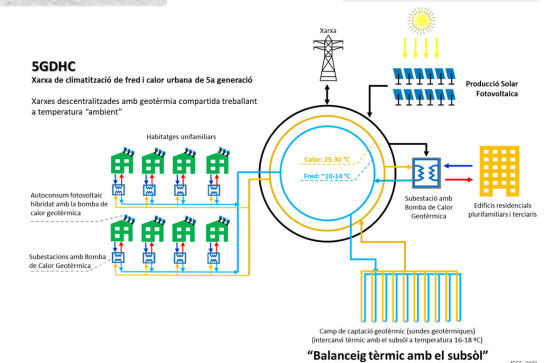 5GDHC
Xarxa de climatització de fred i calor urbana de 5a generació
Xarxes descentralitzades amb geotèrmia compartida treballant
a temperatura "ambient"
Xarxa
Producció Solar
Fotovoltaica
Habitatges unifamiliars
Calor: 25-30 °C
Fred: ~10-14 °C
Autoconsum fotovoltaic
hibridat amb la bomba de
calor geotèrmica
Subestació amb
Bomba de Calor
Geotèrmica
Edificis residencials
plurifamiliars i terciaris
Substacions amb Bomba
de Calor Geotèrmica
Camp de captació geotèrmic (sondes geotèrmiques)
(intercanvi tèrmic amb el subsòl a temperatura 16-18 ºC)
"Balanceig tèrmic amb el subsòl"